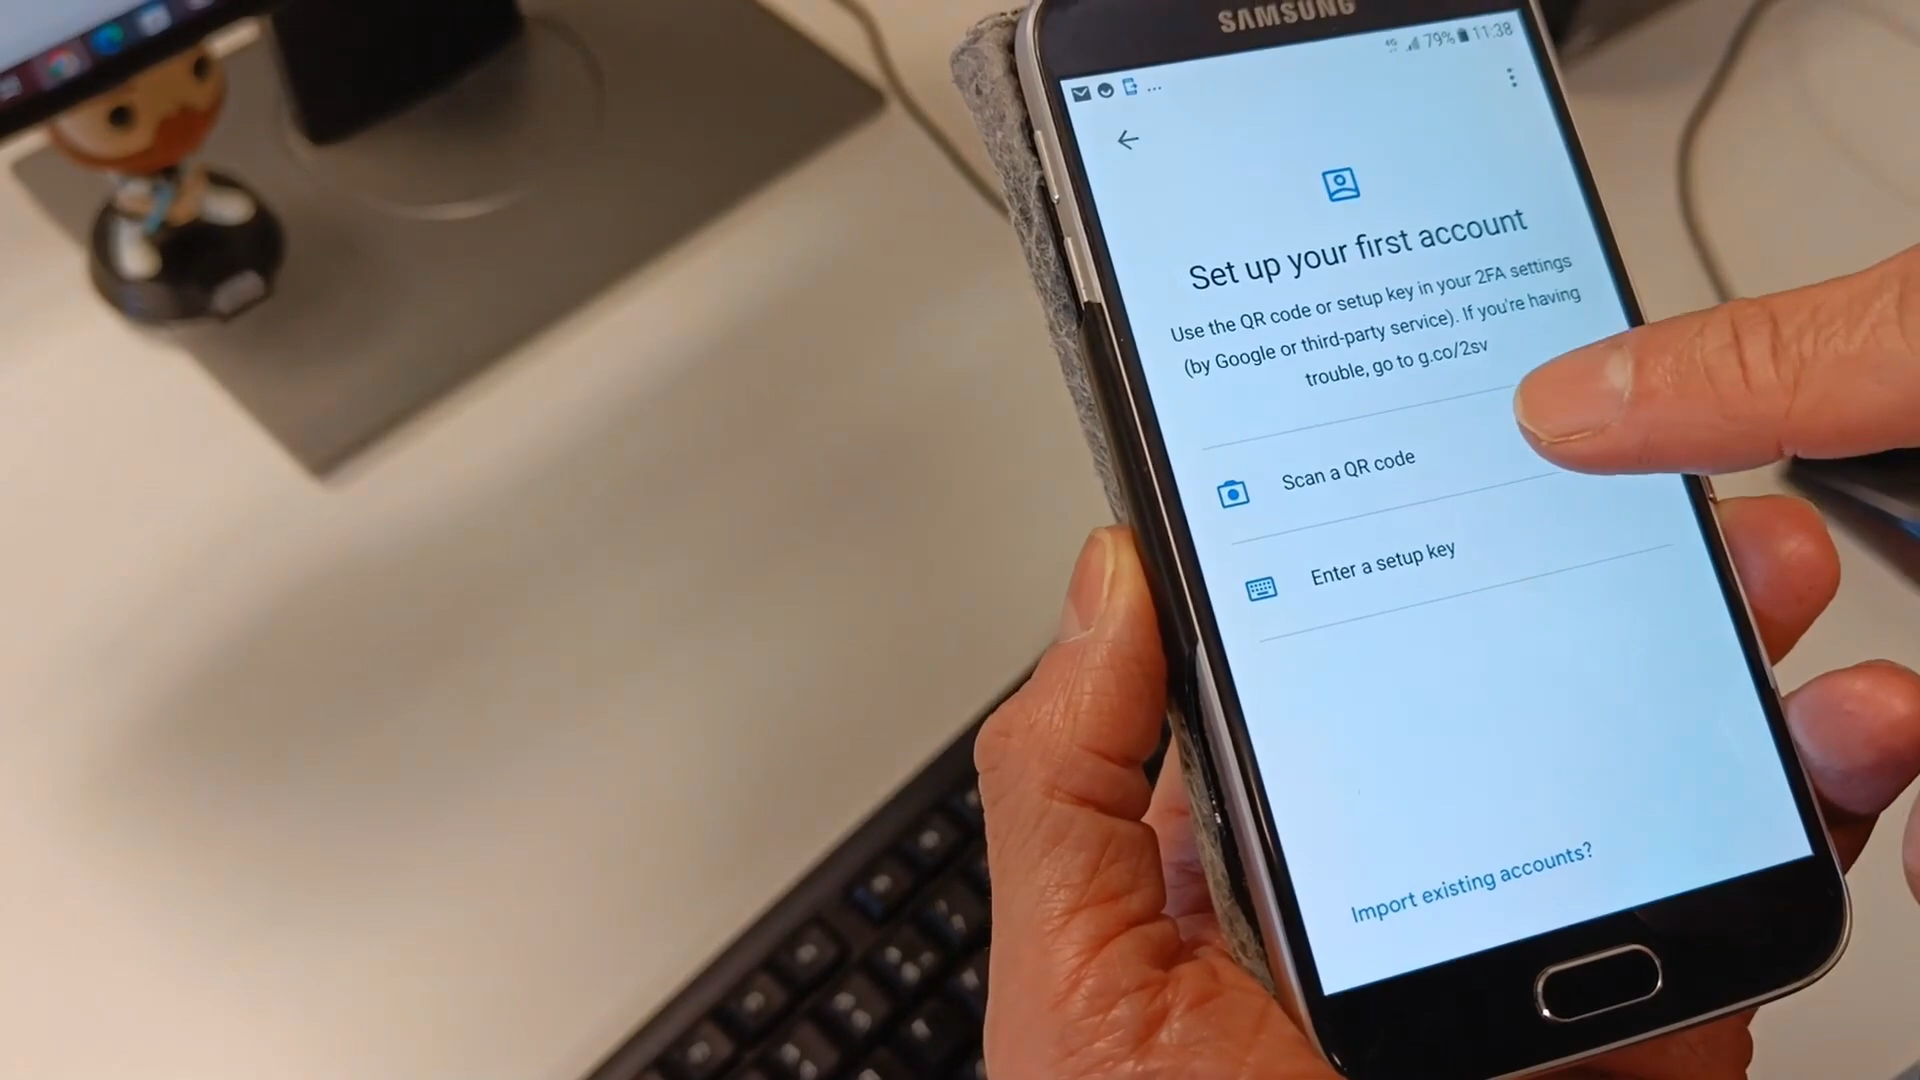 SAMSUNG
4G 79% 11:38
Set up your first account
Use the QR code or setup key in your 2FA settings
(by Google or third-party service). If you're having
trouble, go to g.co/2sv
Scan a QR code
Enter a setup key
Import existing accounts?